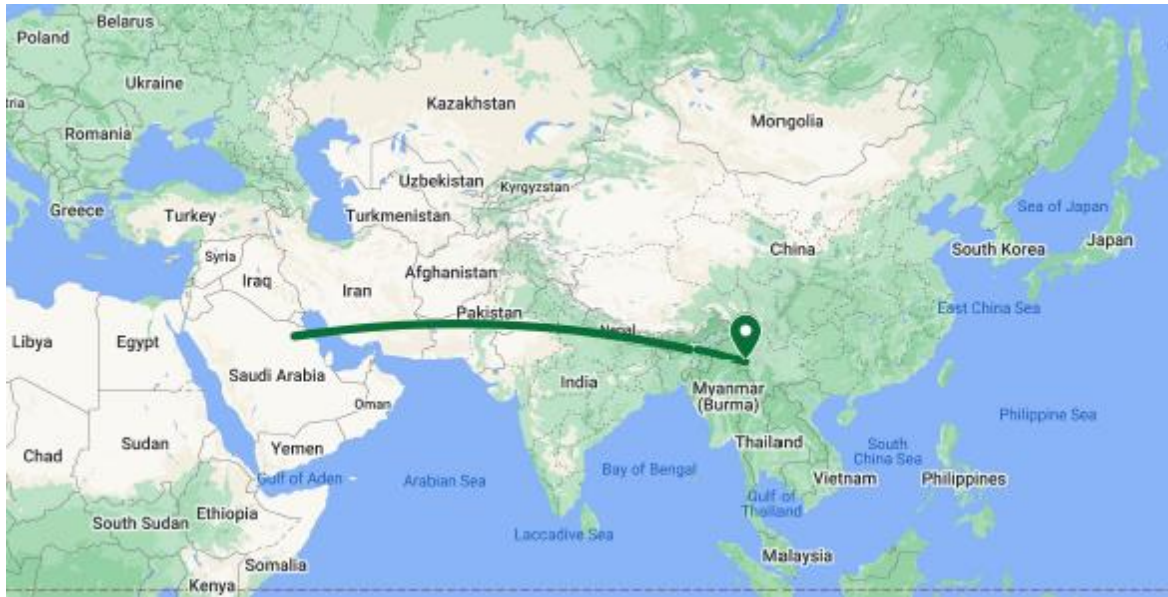 Belarus
Poland
Ukraine
tria
Romania
Kazakhstan
Mongolia
Uzbekistan
Kyrgyzstan
Greece
Turkey
Turkmenistan
Sea of Japan
Japan
South Korea
China
Syria
Iraq
Iran
Afghanistan
Pakistan
East China Sea
Nepal
Libya
Egypt
Saudi Arabia
India
Myanmar
(Burma)
Oman
Philippine Sea
Chad
Sudan
Yemen
Thailand
South
China Sea
Gulf of Aden
Arabian Sea
Bay of Bengal
Vietnam
Philippines
Gulf of
Thailand
South Sudan
Ethiopia
Laccadive Sea
Malaysia
Somalia
Kenya